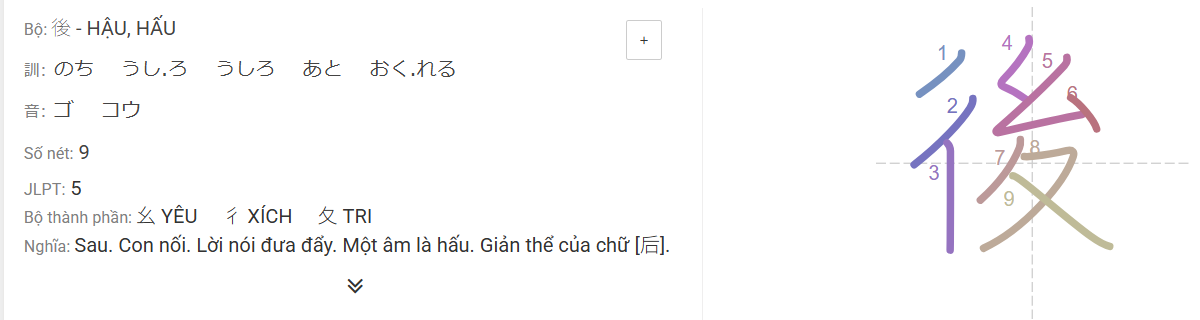 Bộ: 後 - HẬU, HẤU
+
訓: のち うし.ろ うしろ あと おく.れる
音: ゴ コウ
Số nét: 9
JLPT: 5
Bộ thành phần: 幺 YÊU 彳 XÍCH 夂 TRI
Nghĩa: Sau. Con nối. Lời nói đưa đẩy. Một âm là hấu. Giản thể của chữ [后].
後
1
2
3
4
5
6
7
8
9